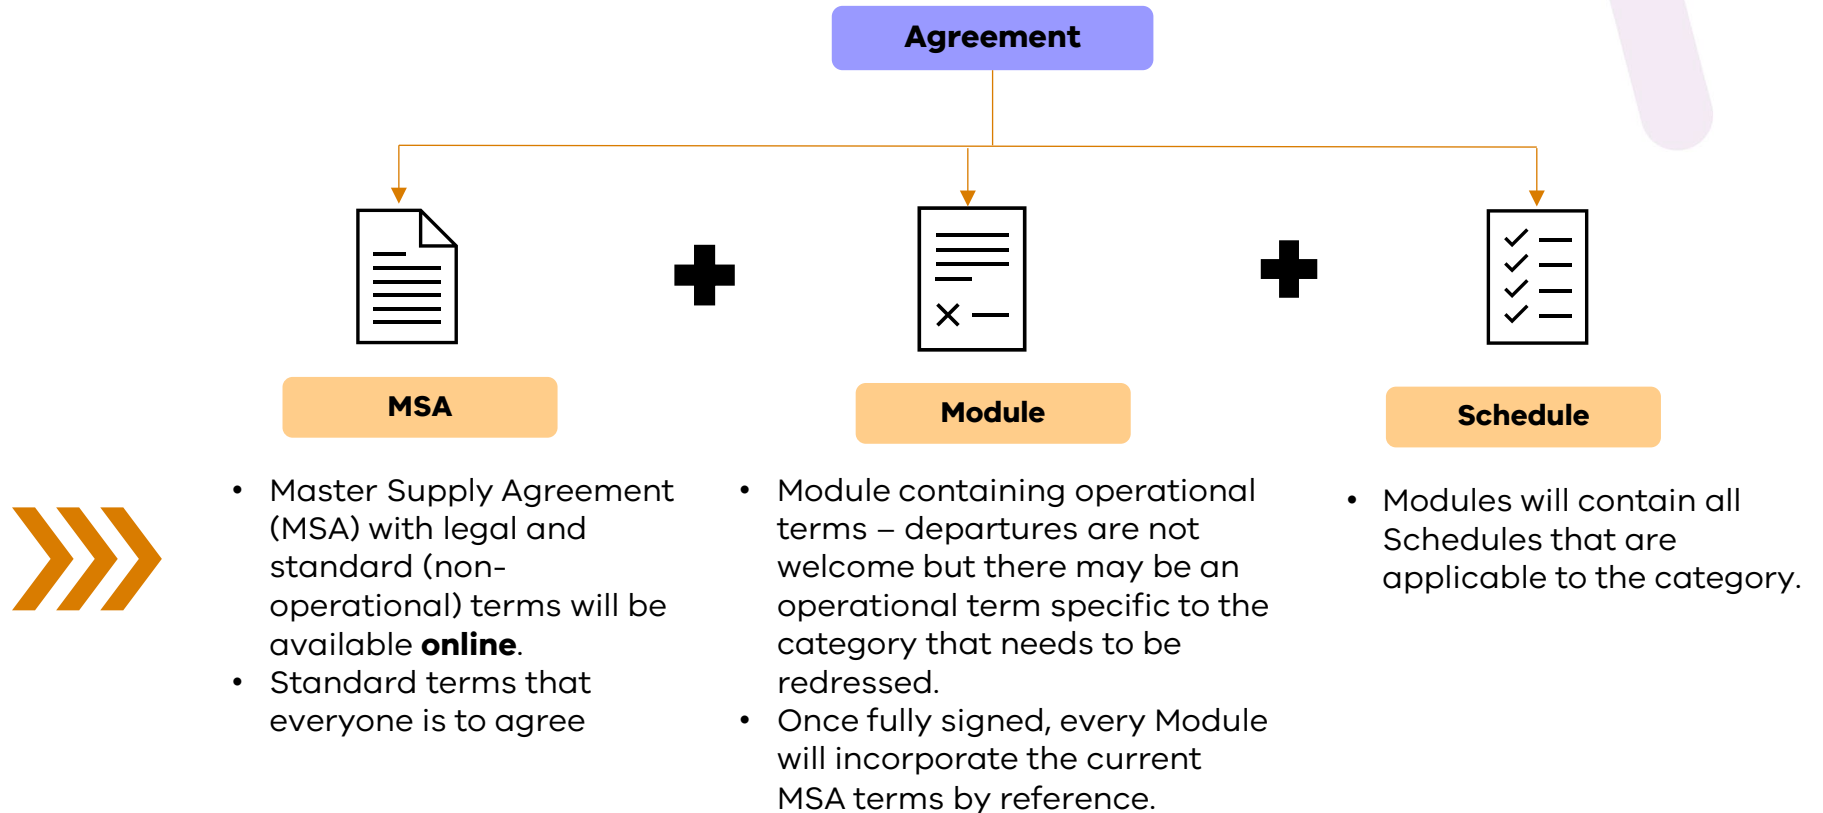 Agreement
MSA
Module
Schedule
• Master Supply Agreement
(MSA) with legal and
standard (non-
operational) terms will be
available online.
• Standard terms that
everyone is to agree
• Module containing operational
terms – departures are not
welcome but there may be an
operational term specific to the
category that needs to be
redressed.
• Once fully signed, every Module
will incorporate the current
MSA terms by reference.
• Modules will contain all
Schedules that are
applicable to the category.